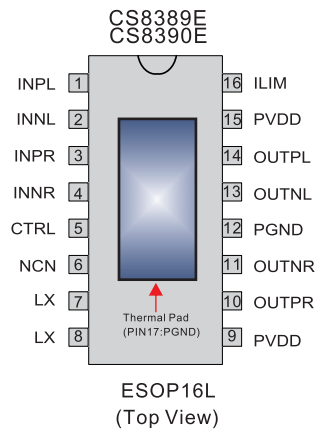 CS8389E
CS8390E
INPL 1 16 ILIM
INNL 2 15 PVDD
INPR 3 14 OUTPL
INNR 4 13 OUTNL
CTRL 5 12 PGND
NCN 6 11 OUTNR
LX 7 10 OUTPR
LX 8 9 PVDD
Thermal Pad
(PIN17:PGND)
ESOP16L
(Top View)